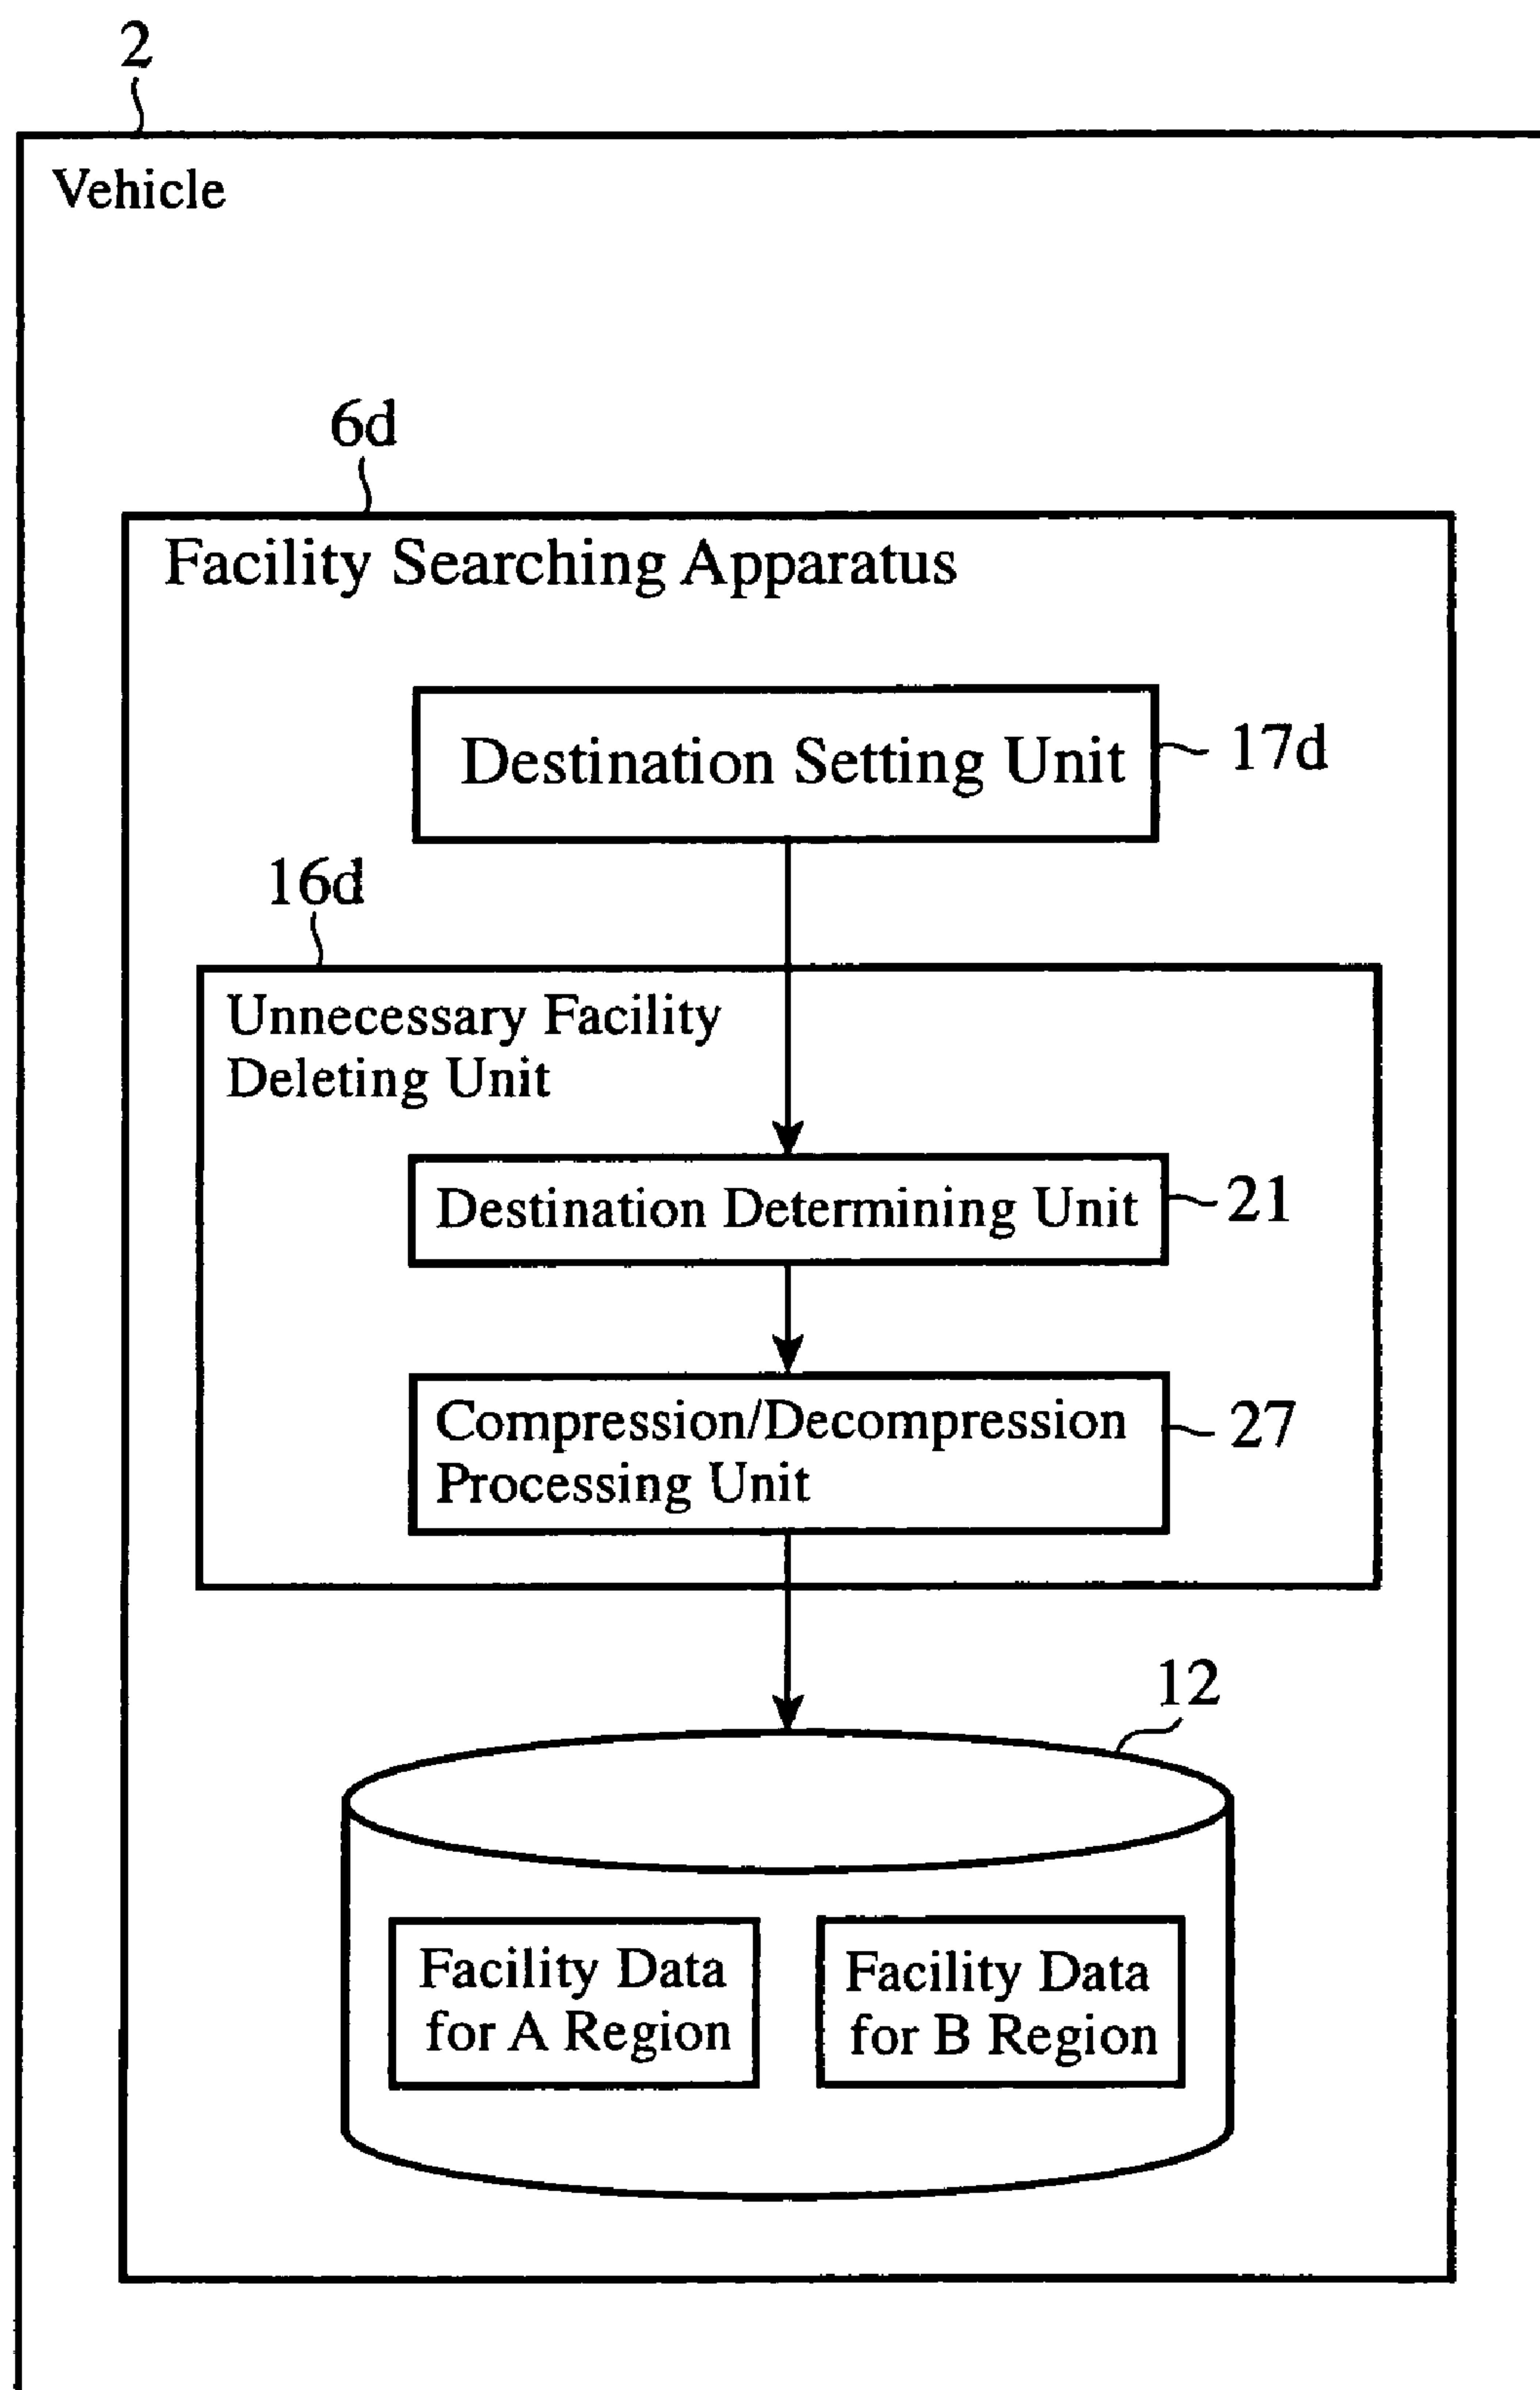 2
Vehicle
6d
Facility Searching Apparatus
Destination Setting Unit
17d
16d
Unnecessary Facility
Deleting Unit
Destination Determining Unit
21
Compression/Decompression
Processing Unit
27
12
Facility Data
for A Region
Facility Data
for B Region